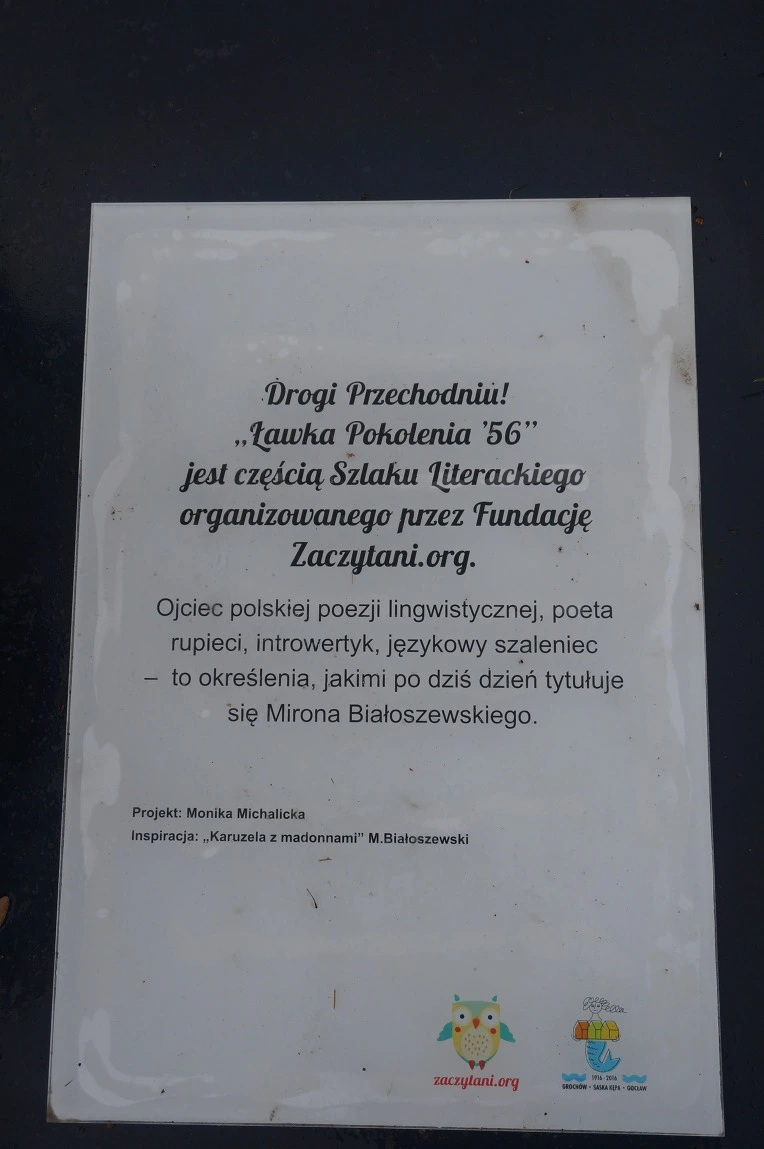 Drogi Przechodniu!
„Ławka Pokolenia ’56”
jest częścią Szlaku Literackiego
organizowanego przez Fundację
Zaczytani.org.
Ojciec polskiej poezji lingwistycznej, poeta
rupieci, introwertyk, językowy szaleniec
– to określenia, jakimi po dziś dzień tytułuje
się Mirona Białoszewskiego.
Projekt: Monika Michalicka
Inspiracja: „Karuzela z madonnami” M.Białoszewski
zaczytani.org
1916 - 2016
GROCHÓW • SASKA KĘPA • GOCŁAW